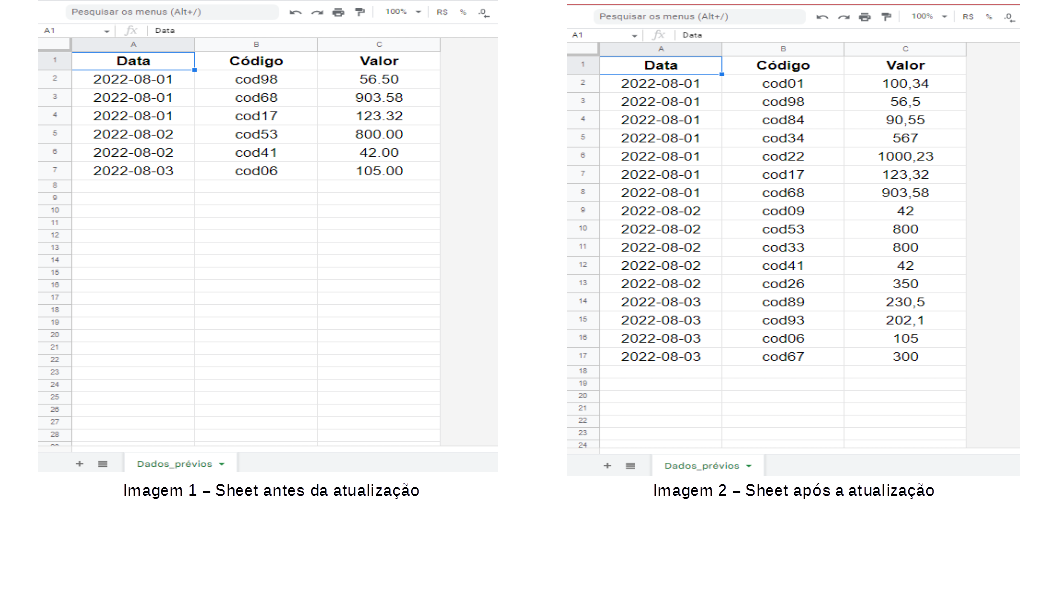 Pesquisar os menus (Alt+/) 100% R$ % .0
A1 fx Data
A B C
1 Data Código Valor
2 2022-08-01 cod98 56.50
3 2022-08-01 cod68 903.58
4 2022-08-01 cod17 123.32
5 2022-08-02 cod53 800.00
6 2022-08-02 cod41 42.00
7 2022-08-03 cod06 105.00
8
9
10
11
12
13
14
15
16
17
18
19
20
21
22
23
24
25
26
27
28
+ Dados_prévios
Imagem 1 – Sheet antes da atualização
Pesquisar os menus (Alt+/) 100% R$ % .0
A1 fx Data
A B C
1 Data Código Valor
2 2022-08-01 cod01 100,34
3 2022-08-01 cod98 56,5
4 2022-08-01 cod84 90,55
5 2022-08-01 cod34 567
6 2022-08-01 cod22 1000,23
7 2022-08-01 cod17 123,32
8 2022-08-01 cod68 903,58
9 2022-08-02 cod09 42
10 2022-08-02 cod53 800
11 2022-08-02 cod33 800
12 2022-08-02 cod41 42
13 2022-08-02 cod26 350
14 2022-08-03 cod89 230,5
15 2022-08-03 cod93 202,1
16 2022-08-03 cod06 105
17 2022-08-03 cod67 300
18
19
20
21
22
23
24
+ Dados_prévios
Imagem 2 – Sheet após a atualização